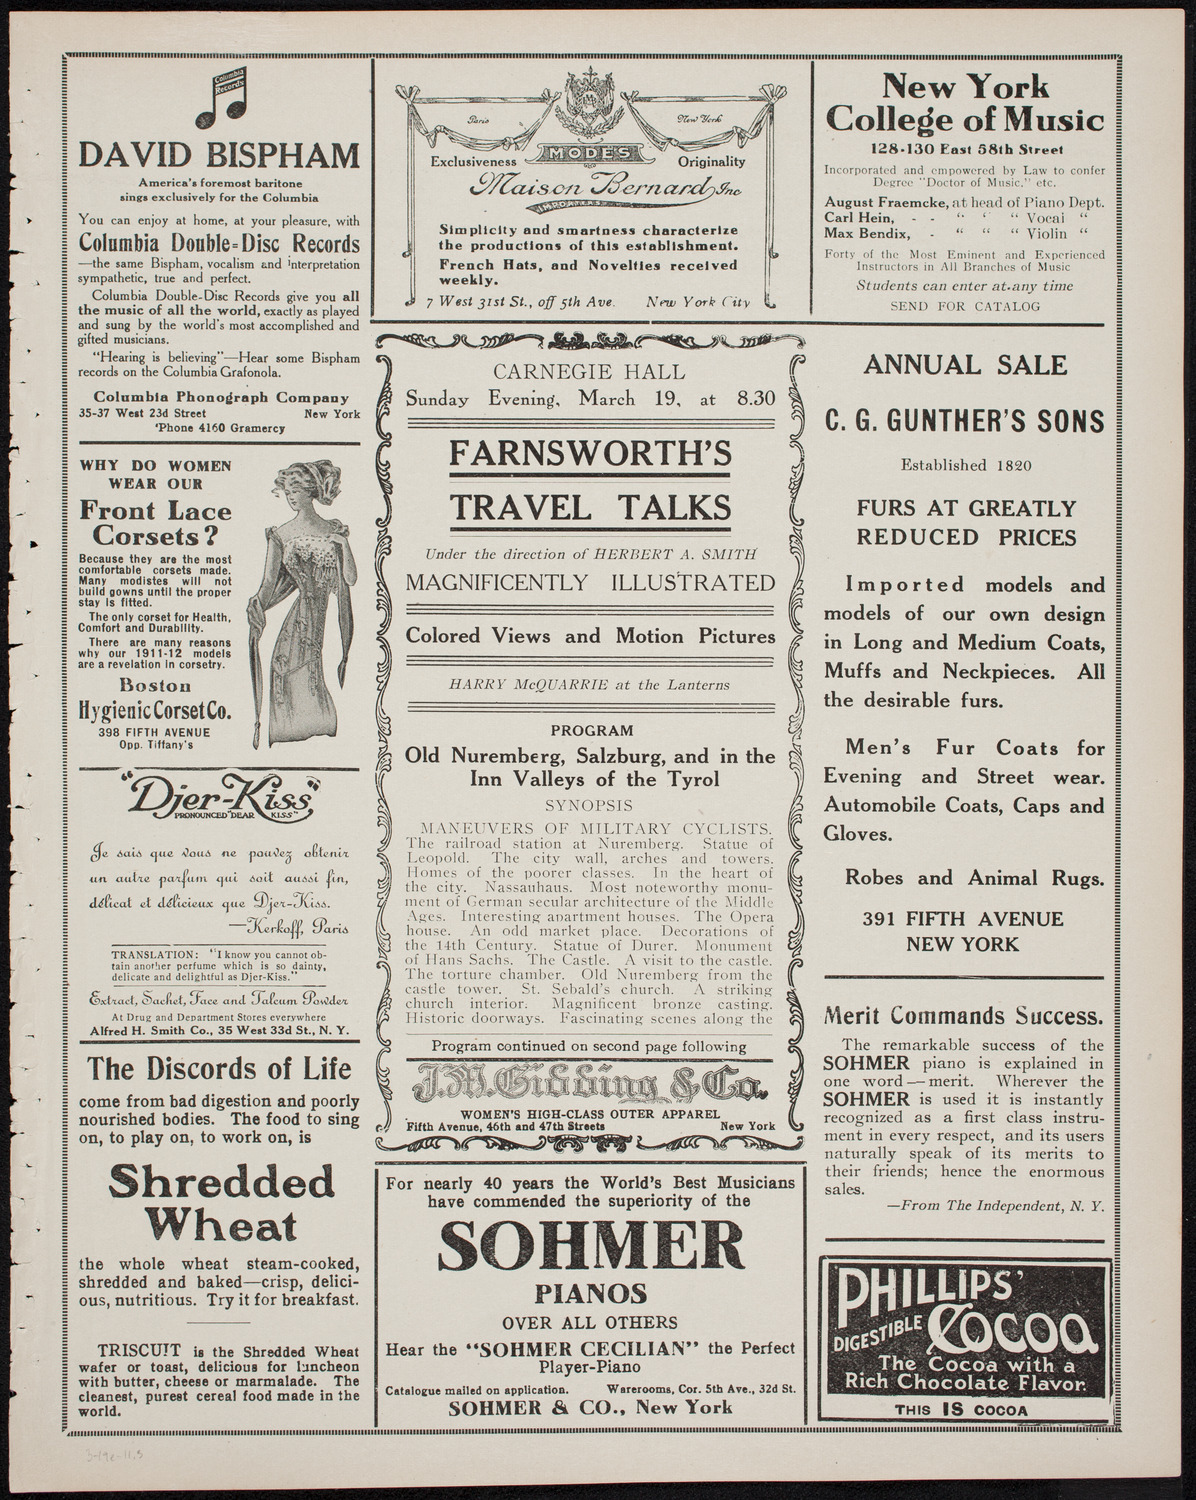 Columbia
Records
DAVID BISPHAM
America's foremost baritone
sings exclusively for the Columbia
You can enjoy at home, at your pleasure, with
Columbia Double=Disc Records
—the same Bispham, vocalism and interpretation
sympathetic, true and perfect.
Columbia Double-Disc Records give you all
the music of all the world, exactly as played
and sung by the world's most accomplished and
gifted musicians.
"Hearing is believing"—Hear some Bispham
records on the Columbia Grafonola.
Columbia Phonograph Company
35-37 West 23d Street New York
'Phone 4160 Gramercy
WHY DO WOMEN
WEAR OUR
Front Lace
Corsets?
Because they are the most
comfortable corsets made.
Many modistes will not
build gowns until the proper
stay is fitted.
The only corset for Health,
Comfort and Durability.
There are many reasons
why our 1911-12 models
are a revelation in corsetry.
Boston
Hygienic Corset Co.
398 FIFTH AVENUE
Opp. Tiffany's
"Djer-Kiss"
PRONOUNCED "DEAR KISS"
Je sais que vous ne pouvez obtenir
un autre parfum qui soit aussi fin,
délicat et délicieux que Djer-Kiss.
—Kerkoff, Paris
TRANSLATION: "I know you cannot ob-
tain another perfume which is so dainty,
delicate and delightful as Djer-Kiss."
Extract, Sachet, Face and Talcum Powder
At Drug and Department Stores everywhere
Alfred H. Smith Co., 35 West 33d St., N. Y.
The Discords of Life
come from bad digestion and poorly
nourished bodies. The food to sing
on, to play on, to work on, is
Shredded
Wheat
the whole wheat steam-cooked,
shredded and baked—crisp, delici-
ous, nutritious. Try it for breakfast.
TRISCUIT is the Shredded Wheat
wafer or toast, delicious for luncheon
with butter, cheese or marmalade. The
cleanest, purest cereal food made in the
world.
Paris New York
Exclusiveness MODES Originality
Maison Bernard Inc
IMPORTERS
Simplicity and smartness characterize
the productions of this establishment.
French Hats, and Novelties received
weekly.
7 West 31st St., off 5th Ave. New York City
CARNEGIE HALL
Sunday Evening, March 19, at 8.30
FARNSWORTH'S
TRAVEL TALKS
Under the direction of HERBERT A. SMITH
MAGNIFICENTLY ILLUSTRATED
Colored Views and Motion Pictures
HARRY McQUARRIE at the Lanterns
PROGRAM
Old Nuremberg, Salzburg, and in the
Inn Valleys of the Tyrol
SYNOPSIS
MANEUVERS OF MILITARY CYCLISTS.
The railroad station at Nuremberg. Statue of
Leopold. The city wall, arches and towers.
Homes of the poorer classes. In the heart of
the city. Nassauhaus. Most noteworthy monu-
ment of German secular architecture of the Middle
Ages. Interesting apartment houses. The Opera
house. An odd market place. Decorations of
the 14th Century. Statue of Durer. Monument
of Hans Sachs. The Castle. A visit to the castle.
The torture chamber. Old Nuremberg from the
castle tower. St. Sebald's church. A striking
church interior. Magnificent bronze casting.
Historic doorways. Fascinating scenes along the
Program continued on second page following
J.M. Gidding & Co.
WOMEN'S HIGH-CLASS OUTER APPAREL
Fifth Avenue, 46th and 47th Streets New York
For nearly 40 years the World's Best Musicians
have commended the superiority of the
SOHMER
PIANOS
OVER ALL OTHERS
Hear the "SOHMER CECILIAN" the Perfect
Player-Piano
Catalogue mailed on application. Warerooms, Cor. 5th Ave., 32d St.
SOHMER & CO., New York
New York
College of Music
128-130 East 58th Street
Incorporated and empowered by Law to confer
Degree "Doctor of Music," etc.
August Fraemcke, at head of Piano Dept.
Carl Hein, - - " " " Vocal "
Max Bendix, - " " " Violin "
Forty of the Most Eminent and Experienced
Instructors in All Branches of Music
Students can enter at any time
SEND FOR CATALOG
ANNUAL SALE
C. G. GUNTHER'S SONS
Established 1820
FURS AT GREATLY
REDUCED PRICES
Imported models and
models of our own design
in Long and Medium Coats,
Muffs and Neckpieces. All
the desirable furs.
Men's Fur Coats for
Evening and Street wear.
Automobile Coats, Caps and
Gloves.
Robes and Animal Rugs.
391 FIFTH AVENUE
NEW YORK
Merit Commands Success.
The remarkable success of the
SOHMER piano is explained in
one word—merit. Wherever the
SOHMER is used it is instantly
recognized as a first class instru-
ment in every respect, and its users
naturally speak of its merits to
their friends; hence the enormous
sales.
—From The Independent, N. Y.
PHILLIPS'
DIGESTIBLE COCOA
The Cocoa with a
Rich Chocolate Flavor.
THIS IS COCOA